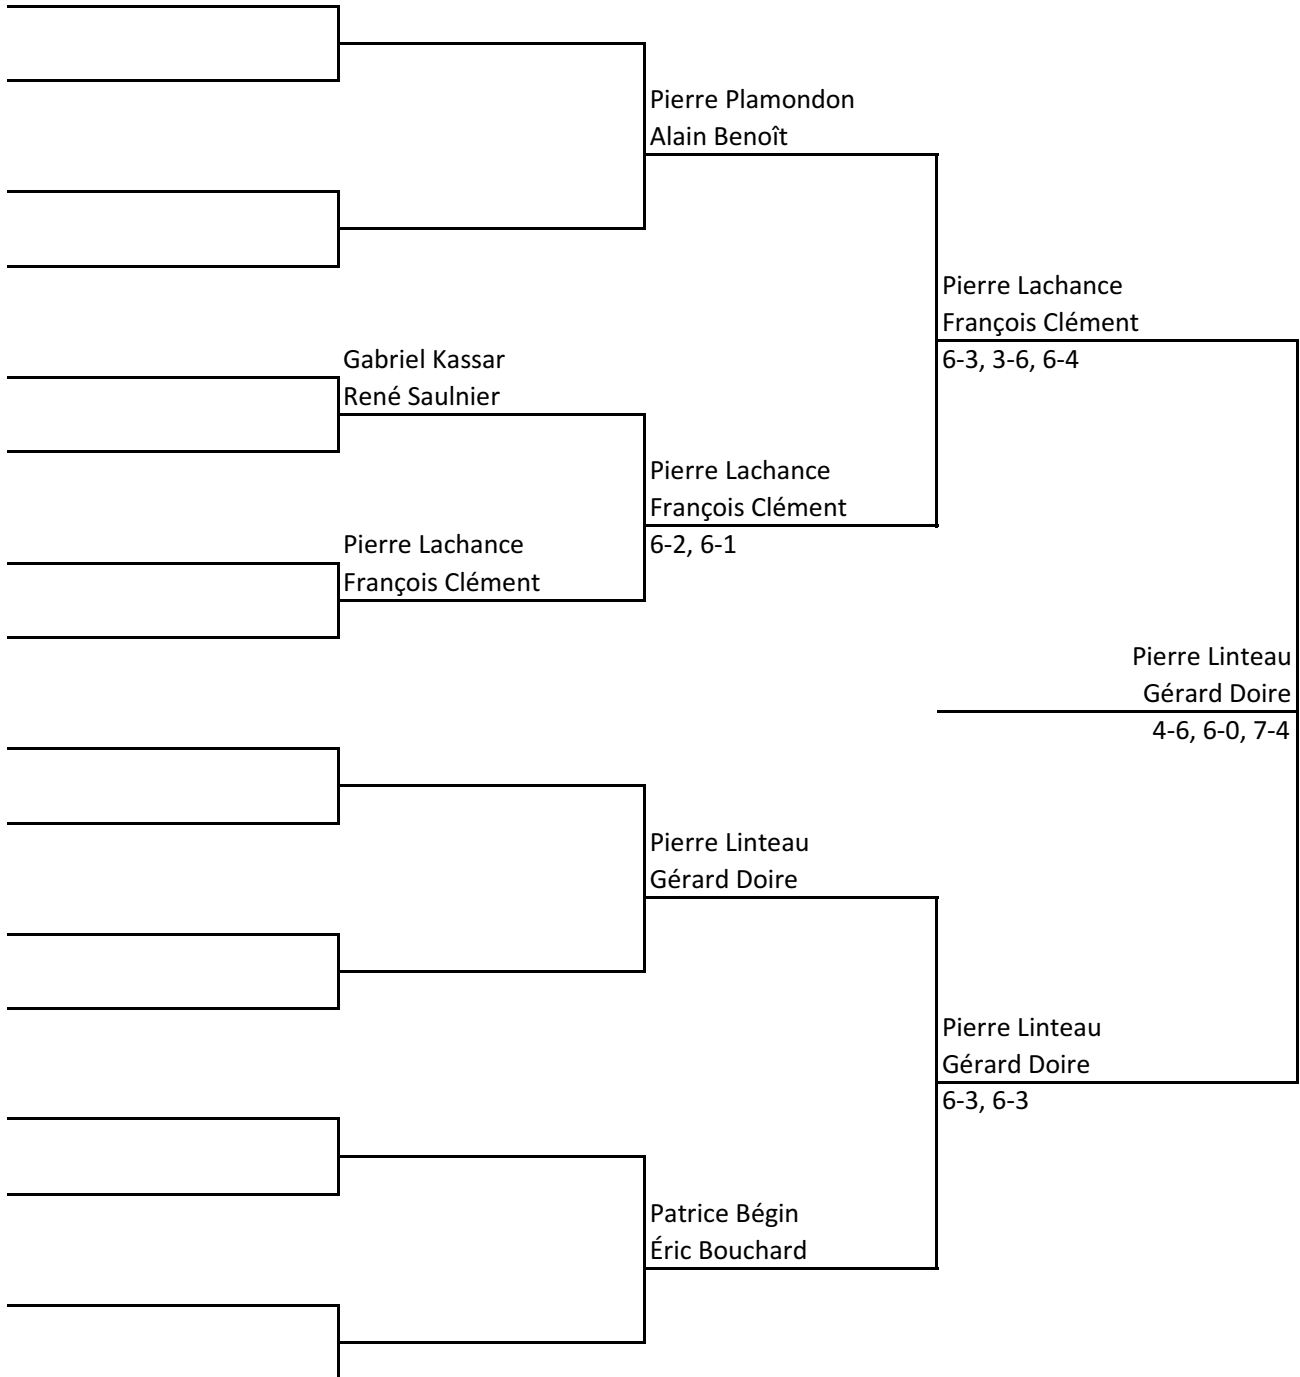 Pierre Plamondon
Alain Benoît
Pierre Lachance
François Clément
6-3, 3-6, 6-4
Gabriel Kassar
René Saulnier
Pierre Lachance
François Clément
6-2, 6-1
Pierre Lachance
François Clément
Pierre Linteau
Gérard Doire
4-6, 6-0, 7-4
Pierre Linteau
Gérard Doire
Pierre Linteau
Gérard Doire
6-3, 6-3
Patrice Bégin
Éric Bouchard